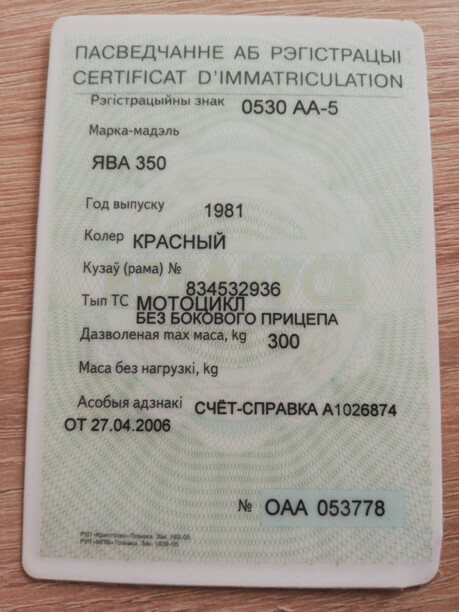 ПАСВЕДЧАННЕ АБ РЭГІСТРАЦЫІ
CERTIFICAT D'IMMATRICULATION
Рэгістрацыйны знак 0530 АА-5
Марка-мадэль
ЯВА 350
Год выпуску 1981
Колер КРАСНЫЙ
Кузаў (рама) № 834532936
Тып ТС МОТОЦИКЛ
БЕЗ БОКОВОГО ПРИЦЕПА
Дазволеная max маса, kg 300
Маса без нагрузкі, kg
Асобыя адзнакі СЧЁТ-СПРАВКА А1026874
ОТ 27.04.2006
БЕЛАРУСЬ
№ ОАА 053778